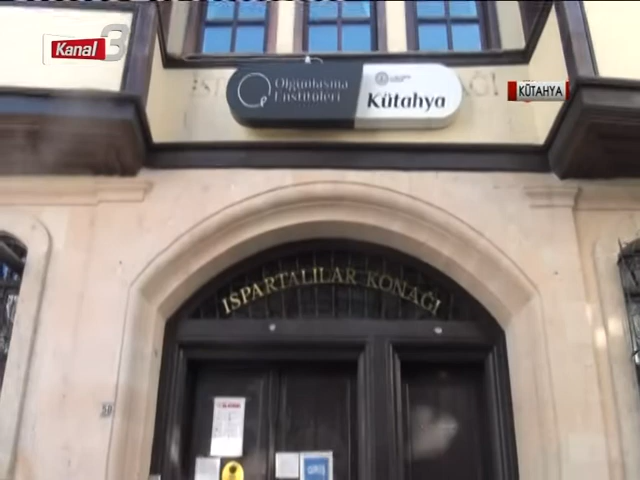 Kanal 3
KÜTAHYA
Olgunlaşma
Enstitüleri
Kütahya
ISPARTALILAR KONAĞI
GİRİŞ